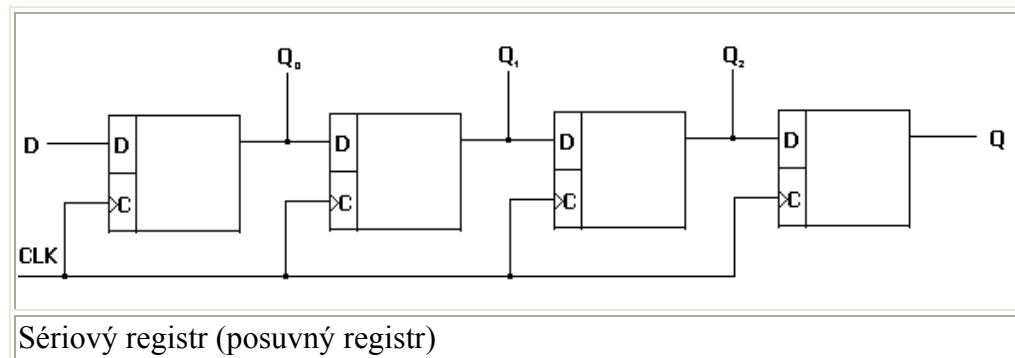 Q₀ Q₁ Q₂
D D D D D Q
C C C C
CLK
Sériový registr (posuvný registr)